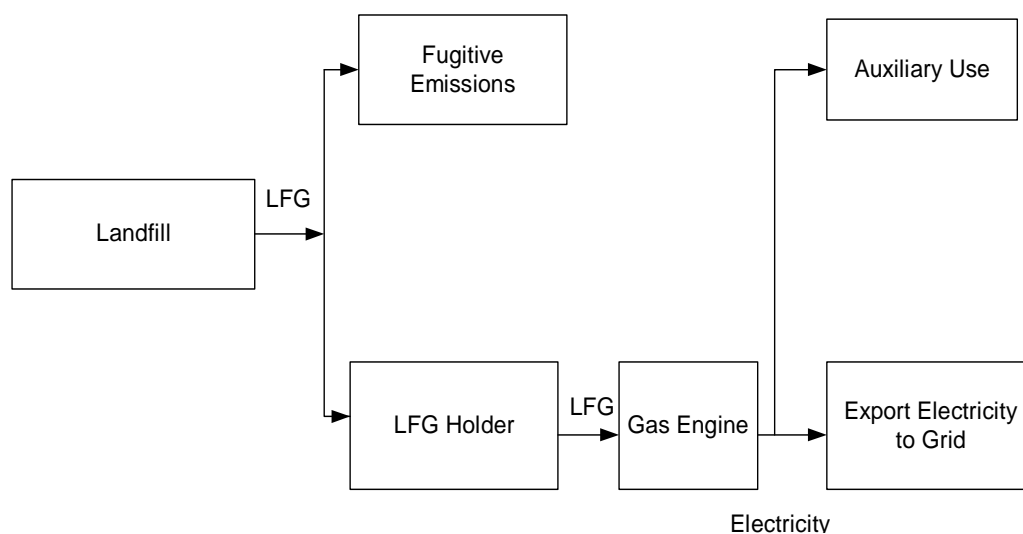 Fugitive
Emissions
Auxiliary Use
LFG
Landfill
LFG
LFG Holder
Gas Engine
Export Electricity
to Grid
Electricity